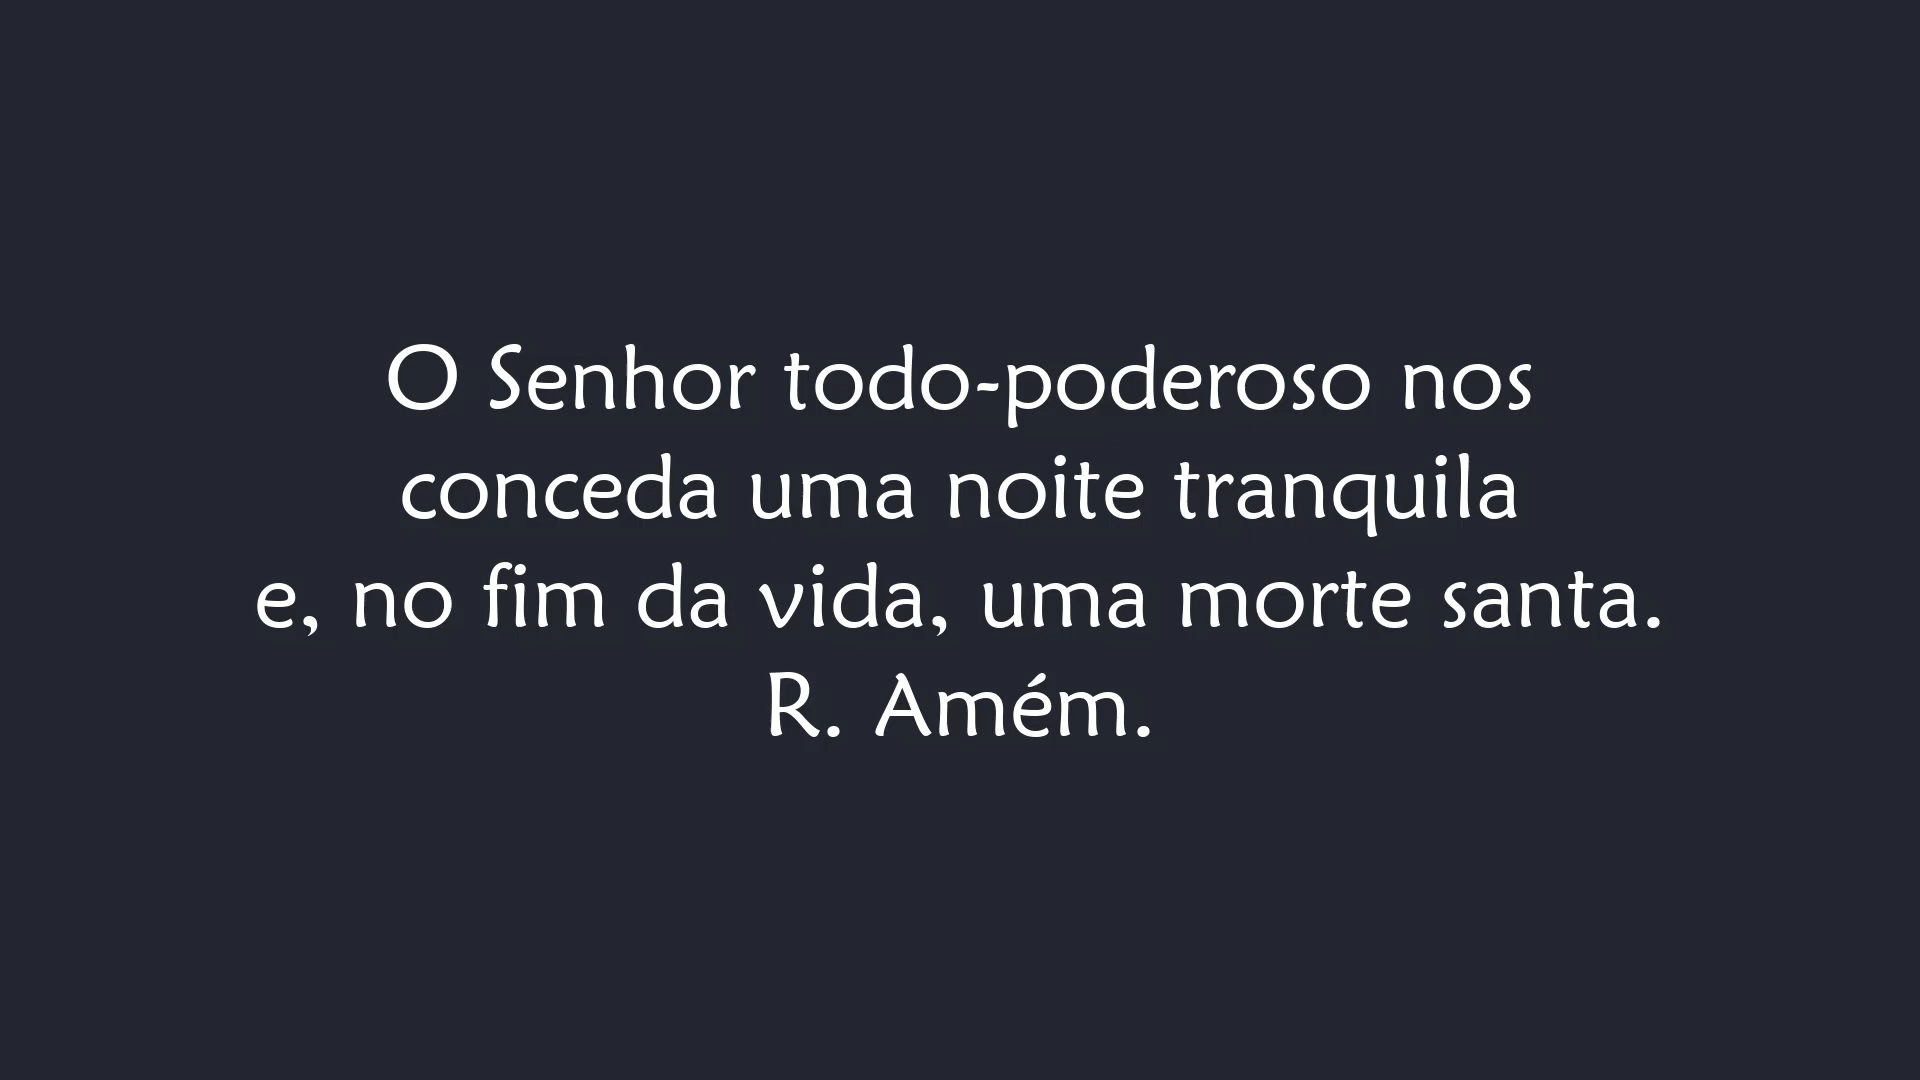 O Senhor todo-poderoso nos
conceda uma noite tranquila
e, no fim da vida, uma morte santa.
R. Amém.